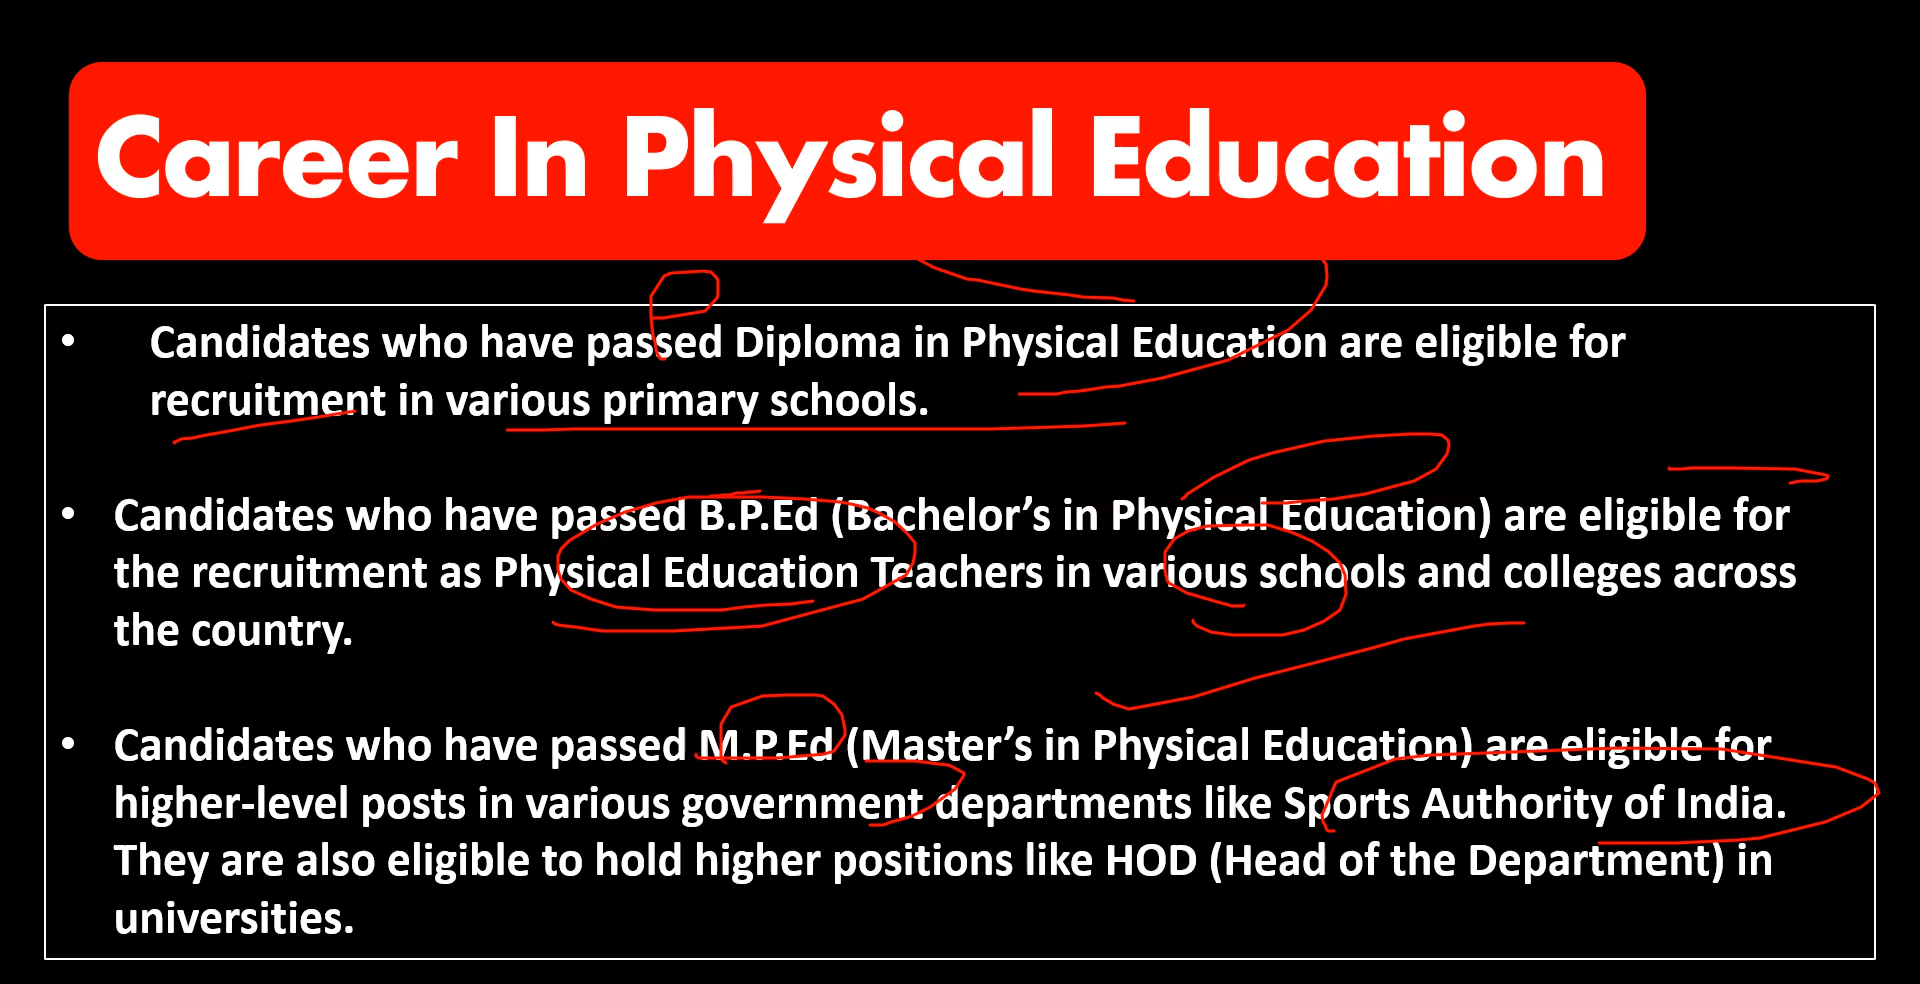 Career In Physical Education
• Candidates who have passed Diploma in Physical Education are eligible for
recruitment in various primary schools.
• Candidates who have passed B.P.Ed (Bachelor’s in Physical Education) are eligible for
the recruitment as Physical Education Teachers in various schools and colleges across
the country.
• Candidates who have passed M.P.Ed (Master’s in Physical Education) are eligible for
higher-level posts in various government departments like Sports Authority of India.
They are also eligible to hold higher positions like HOD (Head of the Department) in
universities.